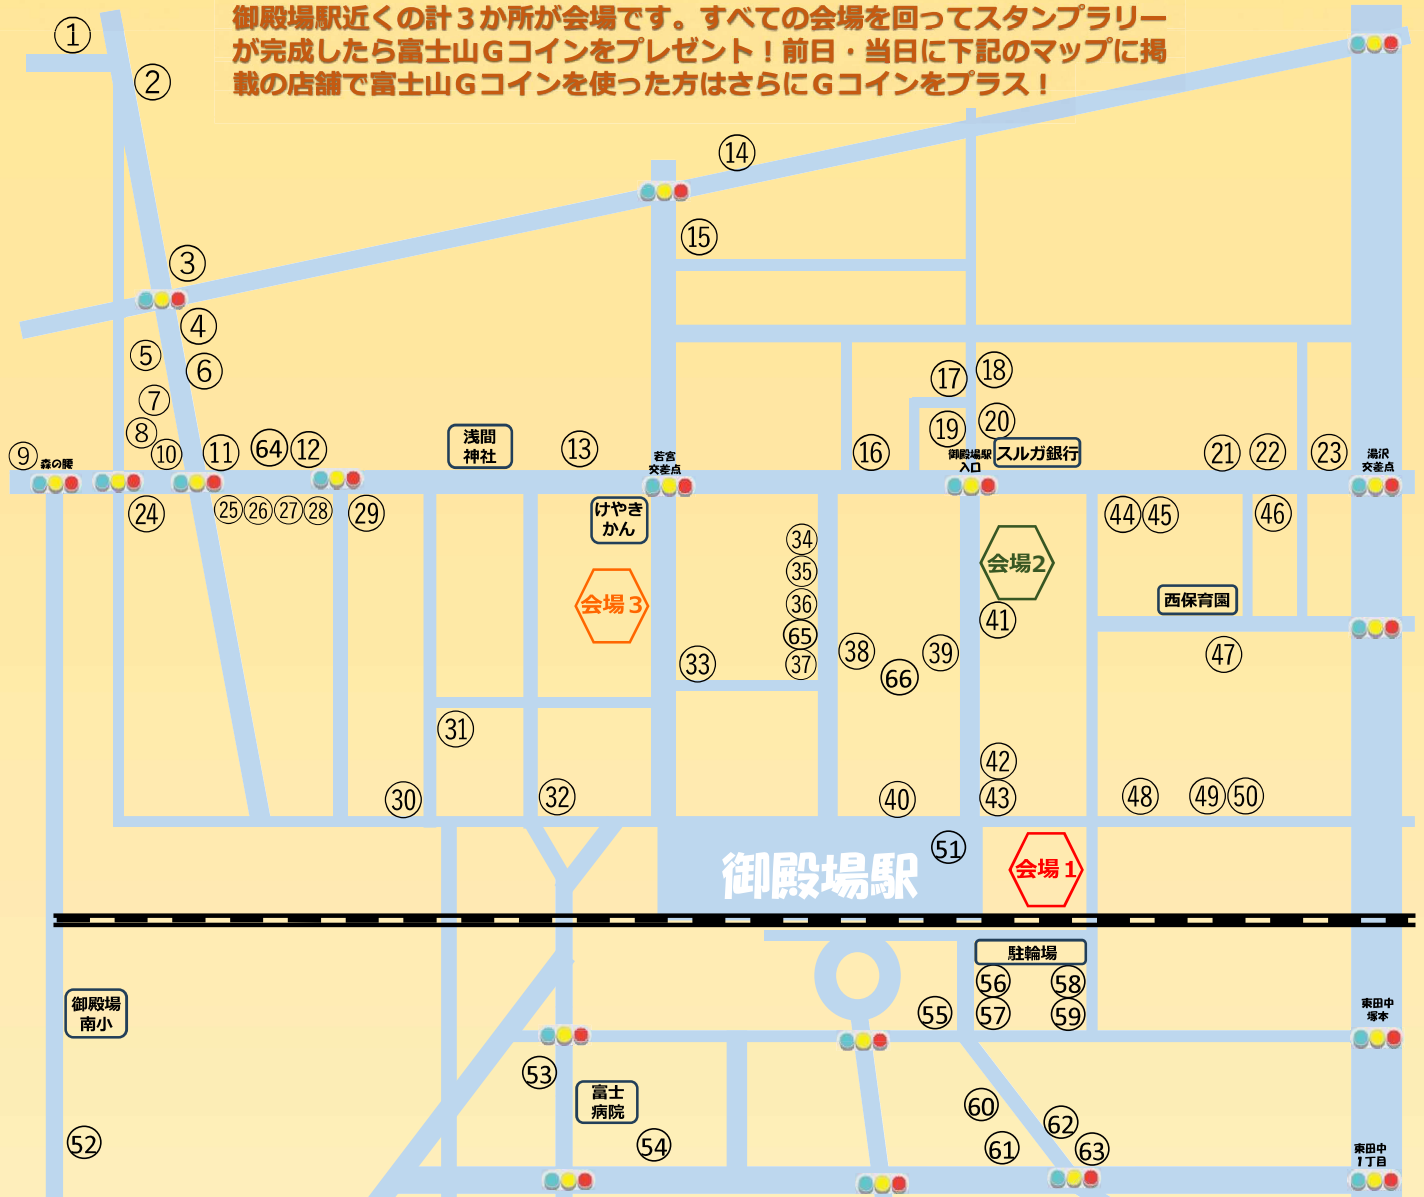 御殿場駅近くの計３か所が会場です。すべての会場を回ってスタンプラリー
が完成したら富士山Ｇコインをプレゼント！前日・当日に下記のマップに掲
載の店舗で富士山Ｇコインを使った方はさらにＧコインをプラス！
①
②
⑭
⑮
③
④
⑤
⑥
⑦
⑧
⑨
森の腰
⑩
⑪
64
⑫
浅間
神社
⑬
若宮
交差点
⑯
⑰
⑱
⑲
⑳
御殿場駅
入口
スルガ銀行
㉑
㉒
㉓
湯沢
交差点
㉔
㉕
㉖
㉗
㉘
㉙
けやき
かん
㉞
㉟
㊱
65
㊲
会場2
㊹
㊺
㊻
会場３
西保育園
㊶
㉝
㊳
66
㊴
㊼
㉛
㉚
㉜
㊵
㊷
㊸
㊽
㊾
㊿
御殿場駅
51
会場１
駐輪場
56
58
57
59
55
御殿場
南小
東田中
塚本
53
富士
病院
52
54
60
61
62
63
東田中
1丁目